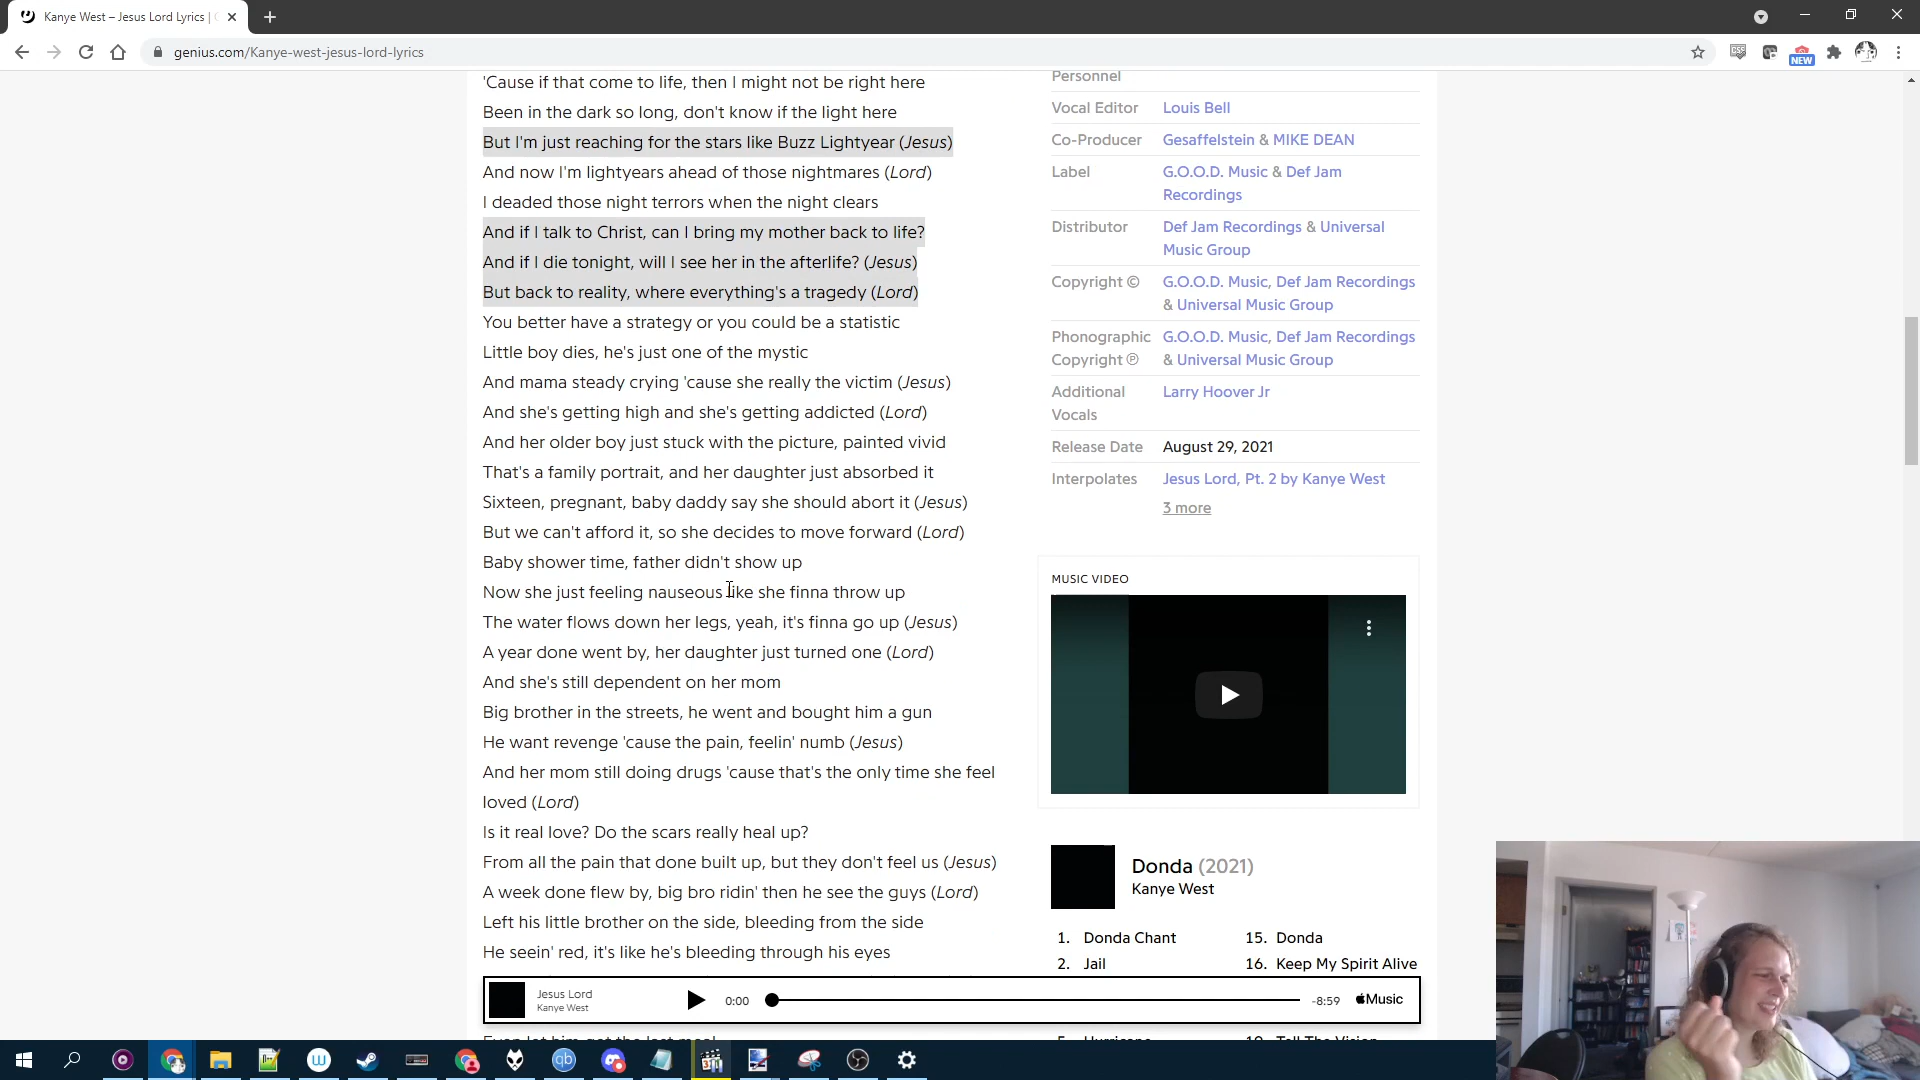 Kanye West – Jesus Lord Lyrics |
genius.com/Kanye-west-jesus-lord-lyrics
NEW
'Cause if that come to life, then I might not be right here
Been in the dark so long, don't know if the light here
But I'm just reaching for the stars like Buzz Lightyear (Jesus)
And now I'm lightyears ahead of those nightmares (Lord)
I deaded those night terrors when the night clears
And if I talk to Christ, can I bring my mother back to life?
And if I die tonight, will I see her in the afterlife? (Jesus)
But back to reality, where everything's a tragedy (Lord)
You better have a strategy or you could be a statistic
Little boy dies, he's just one of the mystic
And mama steady crying 'cause she really the victim (Jesus)
And she's getting high and she's getting addicted (Lord)
And her older boy just stuck with the picture, painted vivid
That's a family portrait, and her daughter just absorbed it
Sixteen, pregnant, baby daddy say she should abort it (Jesus)
But we can't afford it, so she decides to move forward (Lord)
Baby shower time, father didn't show up
Now she just feeling nauseous like she finna throw up
The water flows down her legs, yeah, it's finna go up (Jesus)
A year done went by, her daughter just turned one (Lord)
And she's still dependent on her mom
Big brother in the streets, he went and bought him a gun
He want revenge 'cause the pain, feelin' numb (Jesus)
And her mom still doing drugs 'cause that's the only time she feel
loved (Lord)
Is it real love? Do the scars really heal up?
From all the pain that done built up, but they don't feel us (Jesus)
A week done flew by, big bro ridin' then he see the guys (Lord)
Left his little brother on the side, bleeding from the side
He seein' red, it's like he's bleeding through his eyes
Personnel
Vocal Editor Louis Bell
Co-Producer Gesaffelstein & MIKE DEAN
Label G.O.O.D. Music & Def Jam
Recordings
Distributor Def Jam Recordings & Universal
Music Group
Copyright © G.O.O.D. Music, Def Jam Recordings
& Universal Music Group
Phonographic G.O.O.D. Music, Def Jam Recordings
Copyright ℗ & Universal Music Group
Additional Larry Hoover Jr
Vocals
Release Date August 29, 2021
Interpolates Jesus Lord, Pt. 2 by Kanye West
3 more
MUSIC VIDEO
Donda (2021)
Kanye West
1. Donda Chant 15. Donda
2. Jail 16. Keep My Spirit Alive
Jesus Lord
Kanye West
0:00 -8:59 Music